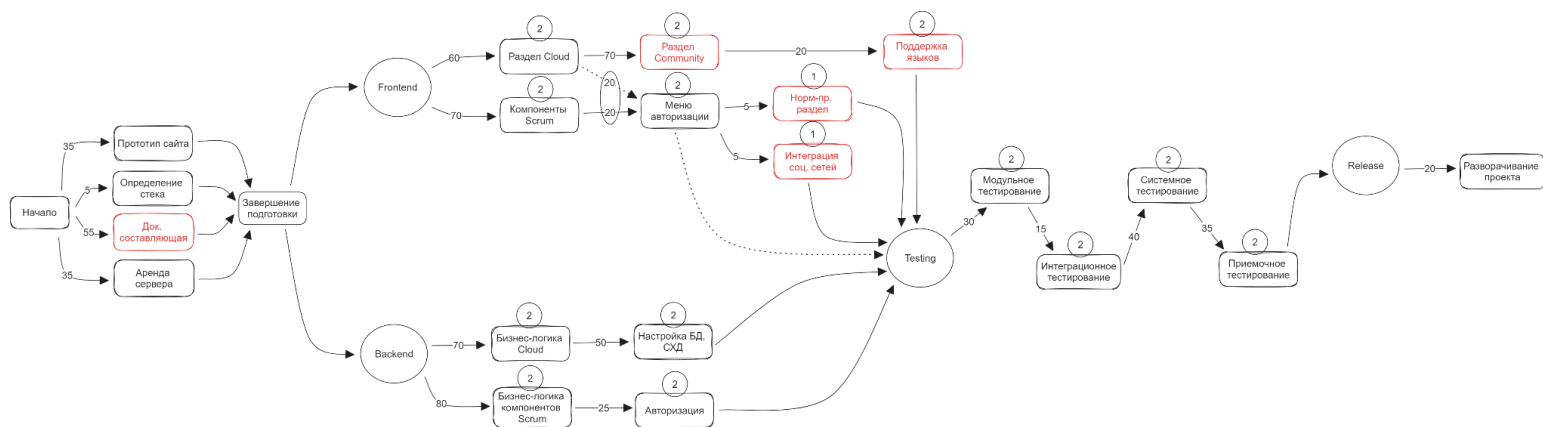 2
2
2
60
Раздел Cloud
70
Раздел
Community
20
Поддержка
языков
Frontend
2
20
2
1
70
Компоненты
Scrum
20
Меню
авторизации
5
Норм-пр.
раздел
1
5
Интеграция
соц. сетей
35
Прототип сайта
Начало
5
Определение
стека
Завершение
подготовки
55
Док.
составляющая
35
Аренда
сервера
Testing
30
2
Модульное
тестирование
15
2
Интеграционное
тестирование
40
2
Системное
тестирование
35
2
Приемочное
тестирование
Release
20
Разворачивание
проекта
Backend
2
70
Бизнес-логика
Cloud
50
2
Настройка БД,
СХД
2
80
Бизнес-логика
компонентов
Scrum
25
2
Авторизация